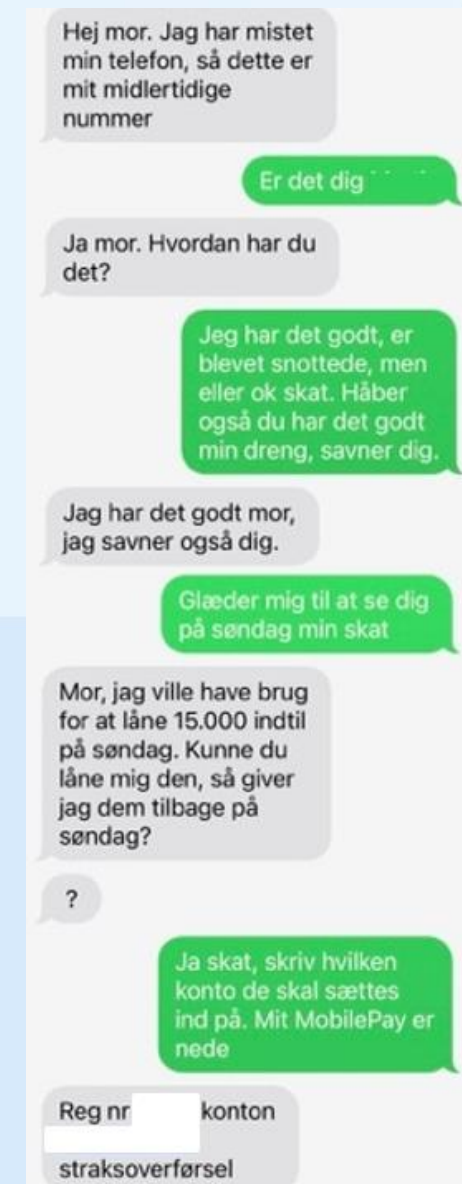 Hej mor. Jag har mistet
min telefon, så dette er
mit midlertidige
nummer
Er det dig
Ja mor. Hvordan har du
det?
Jeg har det godt, er
blevet snottede, men
eller ok skat. Håber
også du har det godt
min dreng, savner dig.
Jag har det godt mor,
jag savner også dig.
Glæder mig til at se dig
på søndag min skat
Mor, jag ville have brug
for at låne 15.000 indtil
på søndag. Kunne du
låne mig den, så giver
jag dem tilbage på
søndag?
?
Ja skat, skriv hvilken
konto de skal sættes
ind på. Mit MobilePay er
nede
Reg nr konton
straksoverførsel